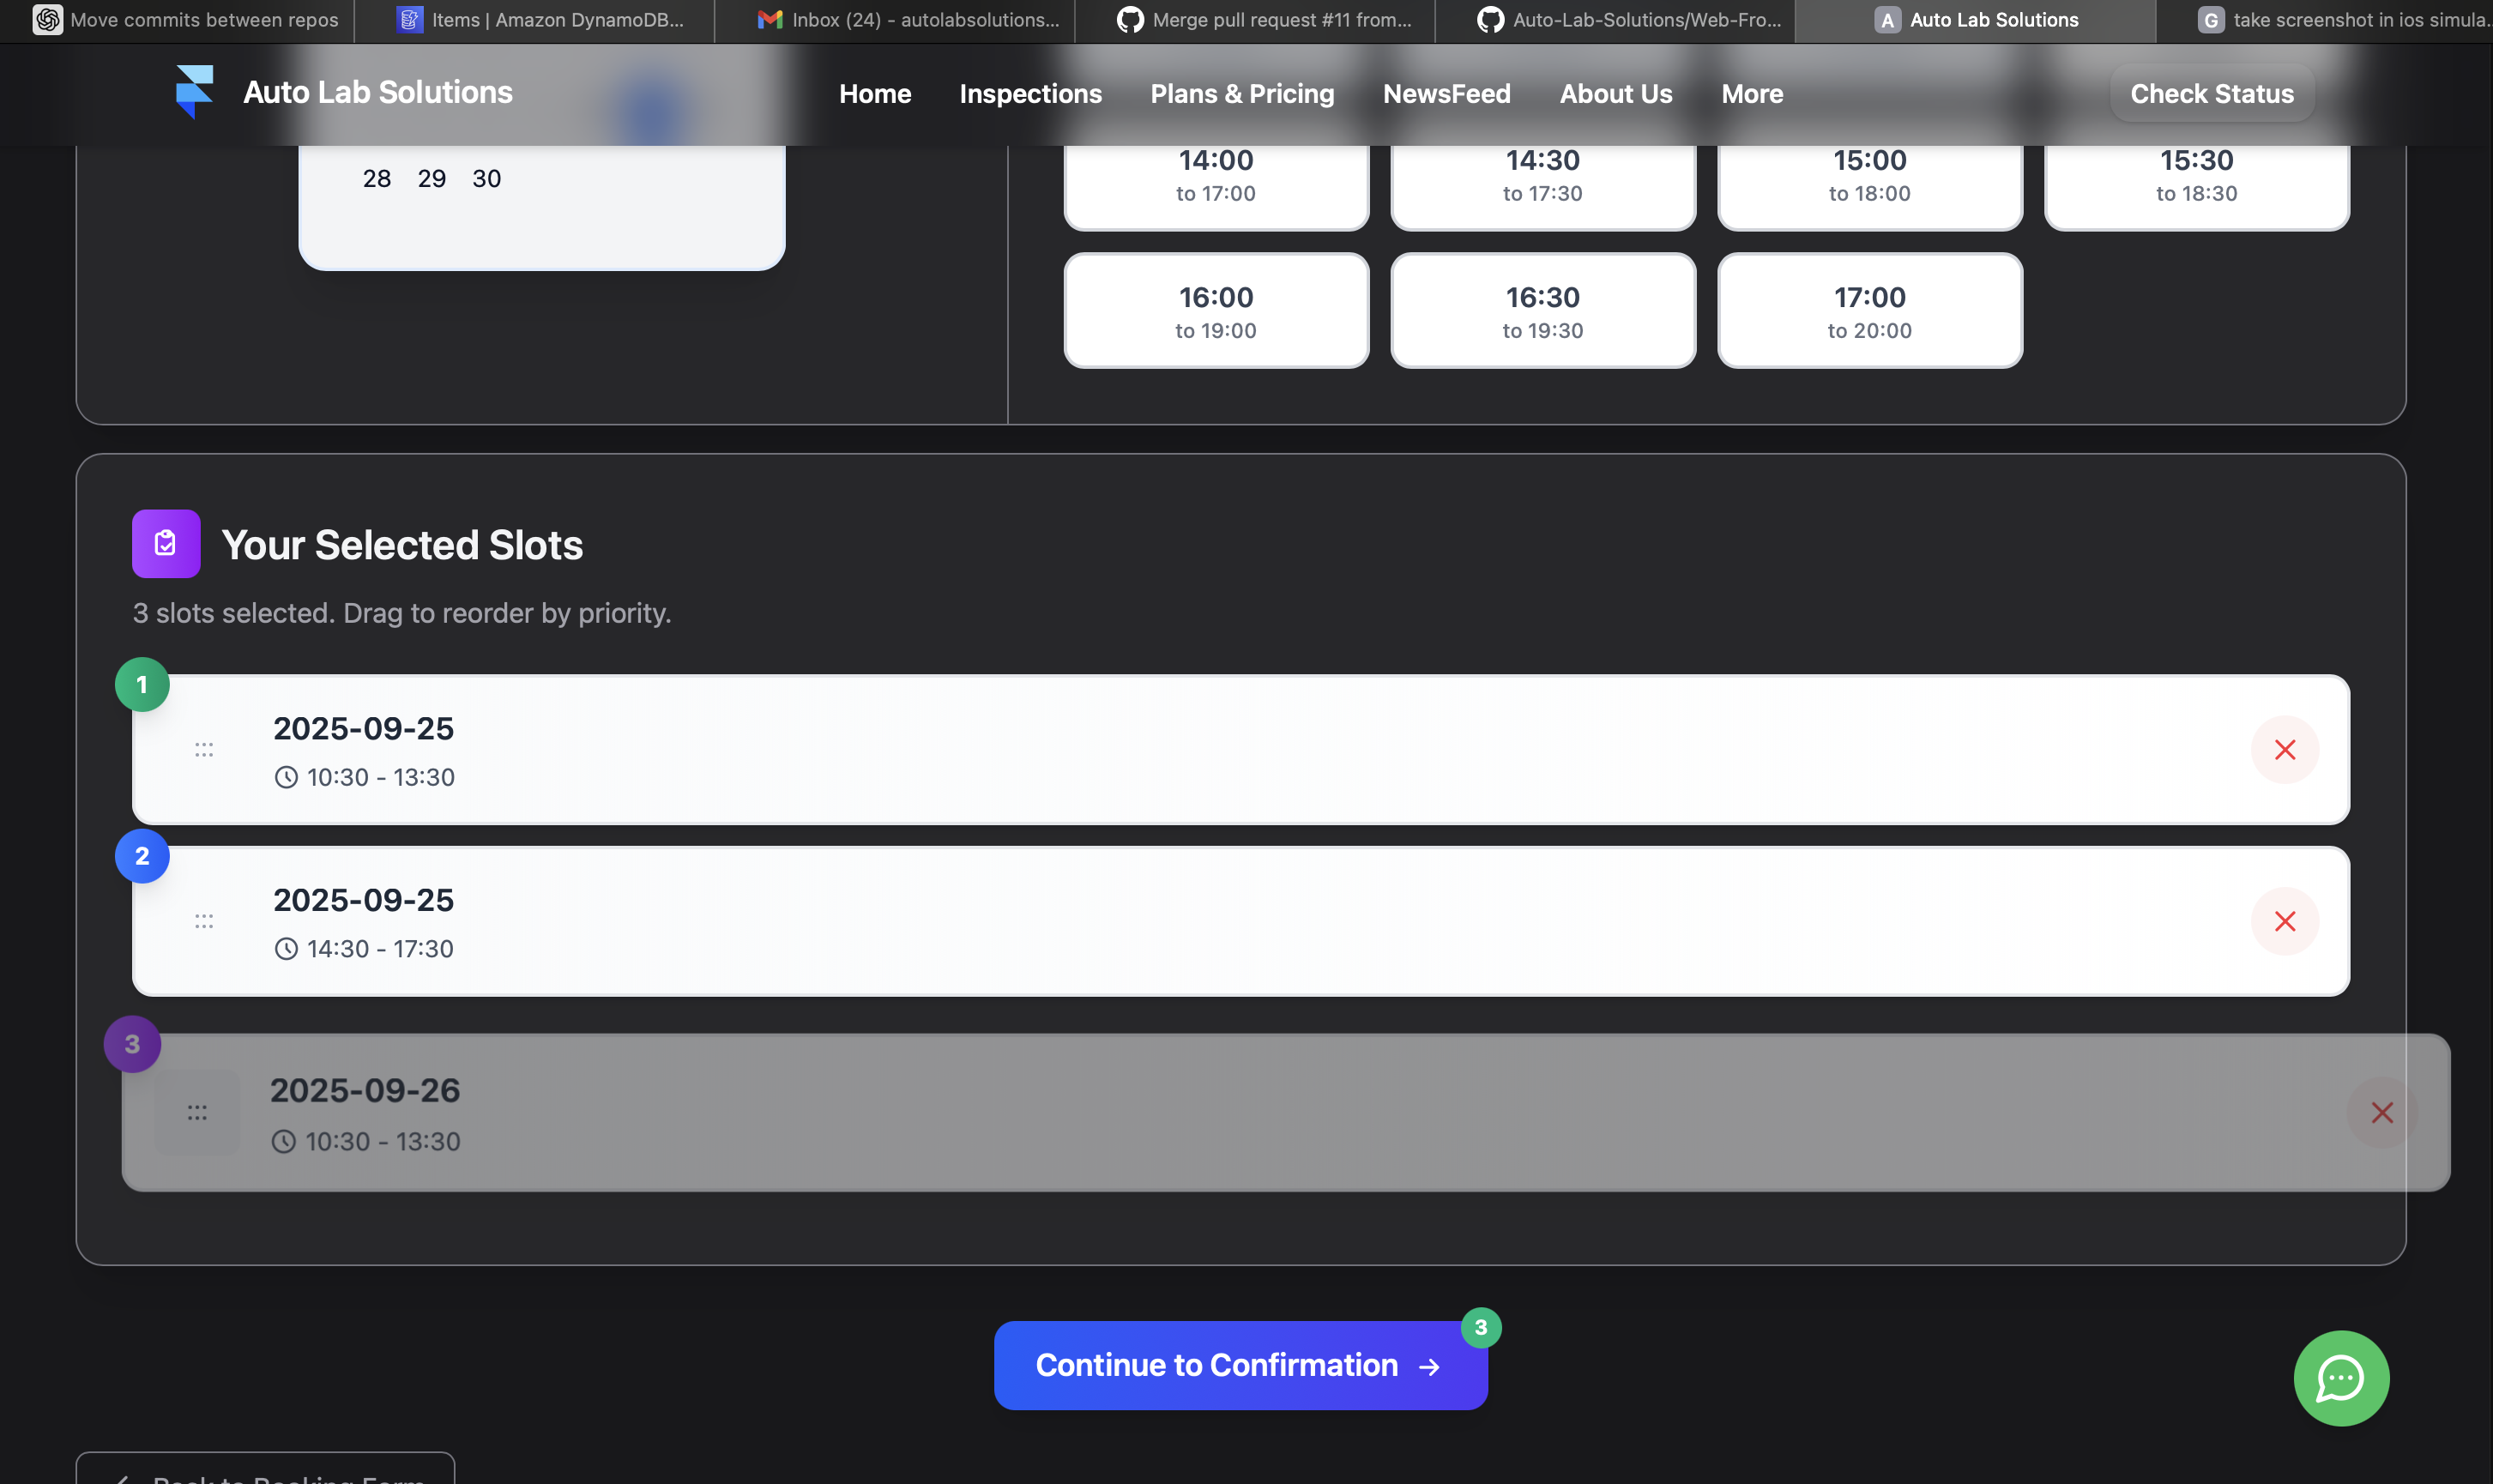 Move commits between repos
Items | Amazon DynamoDB...
Inbox (24) - autolabsolutions...
Merge pull request #11 from...
Auto-Lab-Solutions/Web-Fro...
A Auto Lab Solutions
G take screenshot in ios simula...
Auto Lab Solutions
Home
Inspections
Plans & Pricing
NewsFeed
About Us
More
Check Status
28 29 30
14:00
to 17:00
14:30
to 17:30
15:00
to 18:00
15:30
to 18:30
16:00
to 19:00
16:30
to 19:30
17:00
to 20:00
Your Selected Slots
3 slots selected. Drag to reorder by priority.
1
2025-09-25
10:30 - 13:30
2
2025-09-25
14:30 - 17:30
3
2025-09-26
10:30 - 13:30
3
Continue to Confirmation →
Back to Booking Form